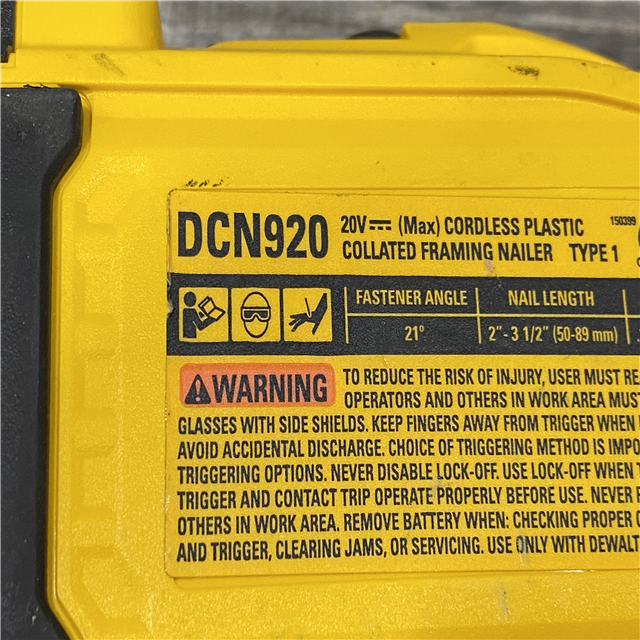 DCN920 20V⎓ (Max) CORDLESS PLASTIC 150399
COLLATED FRAMING NAILER TYPE 1
FASTENER ANGLE NAIL LENGTH
21° 2"- 3 1/2" (50-89 mm)
⚠WARNING TO REDUCE THE RISK OF INJURY, USER MUST REA
OPERATORS AND OTHERS IN WORK AREA MUST
GLASSES WITH SIDE SHIELDS. KEEP FINGERS AWAY FROM TRIGGER WHEN
AVOID ACCIDENTAL DISCHARGE. CHOICE OF TRIGGERING METHOD IS IMPO
TRIGGERING OPTIONS. NEVER DISABLE LOCK-OFF. USE LOCK-OFF WHEN
TRIGGER AND CONTACT TRIP OPERATE PROPERLY BEFORE USE. NEVER
OTHERS IN WORK AREA. REMOVE BATTERY WHEN: CHECKING PROPER
AND TRIGGER, CLEARING JAMS, OR SERVICING. USE ONLY WITH DEWALT